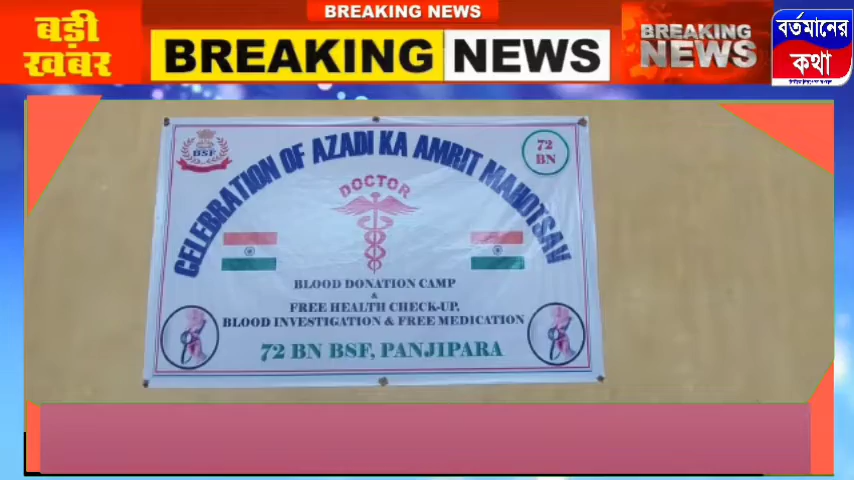 BREAKING NEWS
बड़ी
खबर
BREAKING NEWS
BREAKING
NEWS
বর্তমানের
কথা
BSF
72
BN
CELEBRATION OF AZADI KA AMRIT MAHOTSAV
DOCTOR
BLOOD DONATION CAMP
&
FREE HEALTH CHECK-UP,
BLOOD INVESTIGATION & FREE MEDICATION
72 BN BSF, PANJIPARA